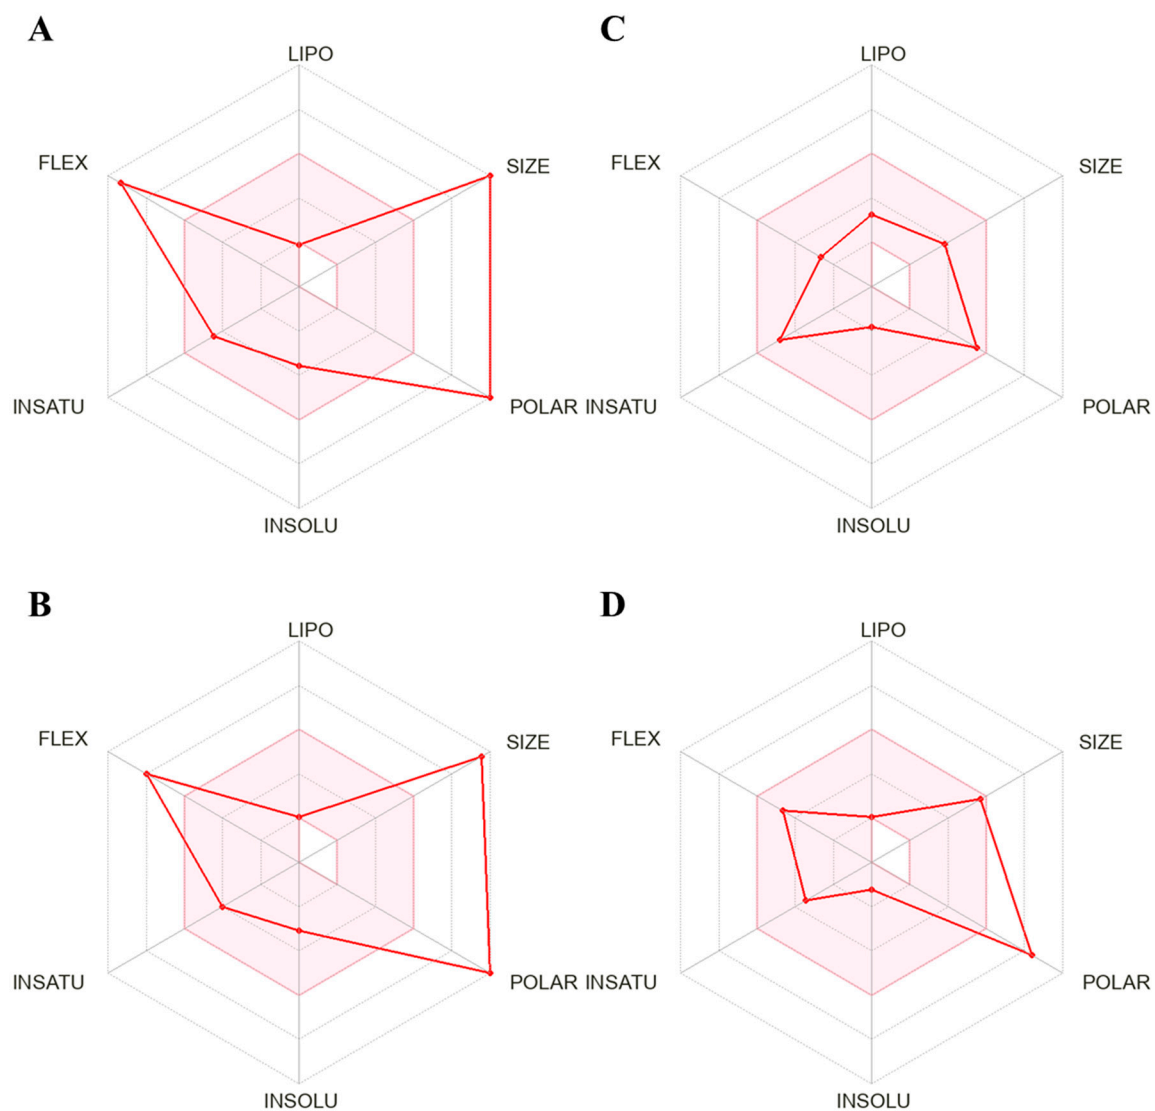 A
LIPO
FLEX
SIZE
INSATU
POLAR
INSOLU
C
LIPO
FLEX
SIZE
INSATU
POLAR
INSOLU
B
LIPO
FLEX
SIZE
INSATU
POLAR
INSOLU
D
LIPO
FLEX
SIZE
INSATU
POLAR
INSOLU